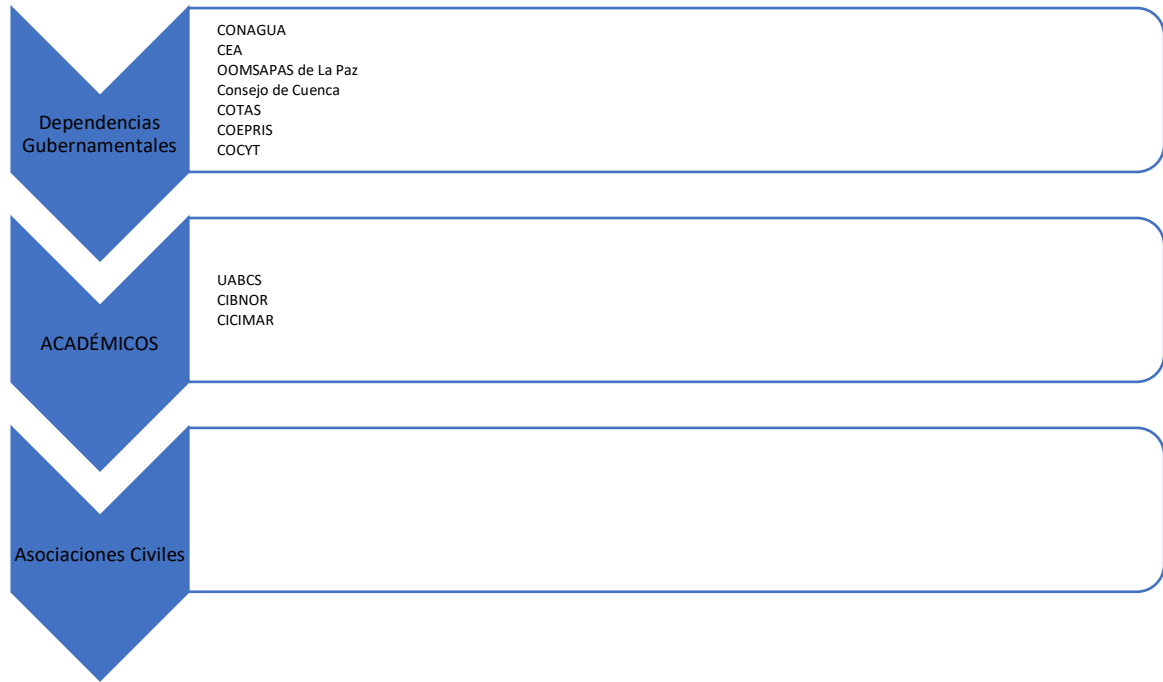 Dependencias
Gubernamentales
CONAGUA
CEA
OOMSAPAS de La Paz
Consejo de Cuenca
COTAS
COEPRIS
COCYT
ACADÉMICOS
UABCS
CIBNOR
CICIMAR
Asociaciones Civiles